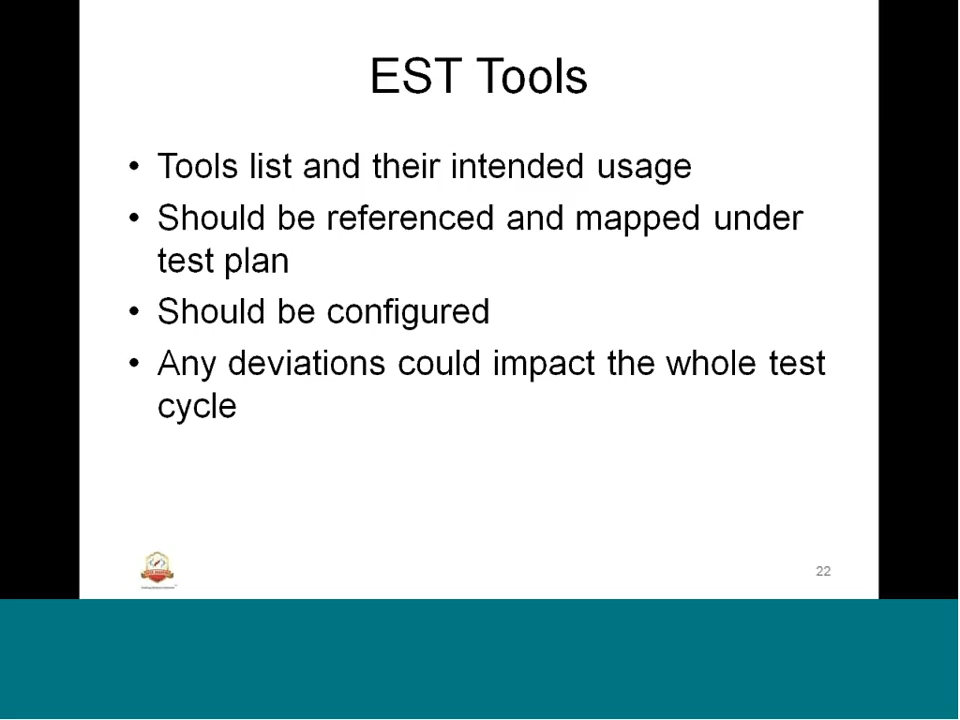 EST Tools
• Tools list and their intended usage
• Should be referenced and mapped under
test plan
• Should be configured
• Any deviations could impact the whole test
cycle
22